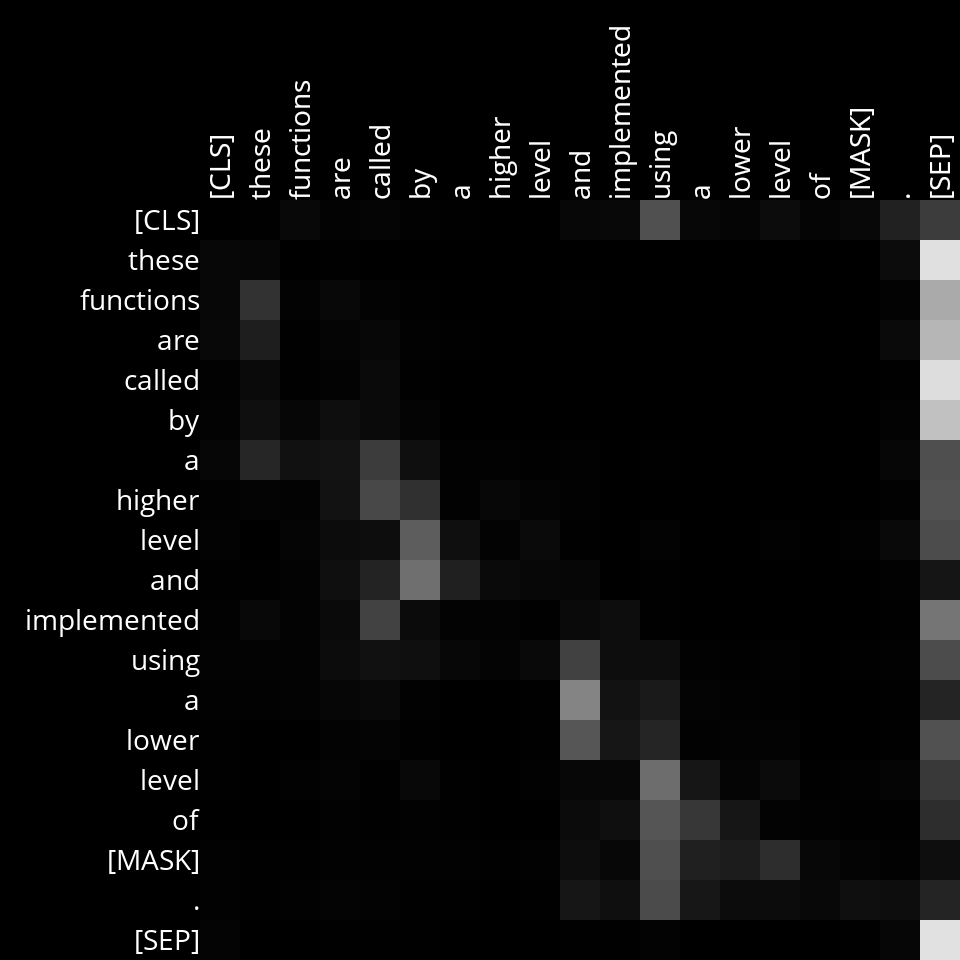 [CLS] these functions are called by a higher level and implemented using a lower level of [MASK] . [SEP]
[CLS]
these
functions
are
called
by
a
higher
level
and
implemented
using
a
lower
level
of
[MASK]
.
[SEP]